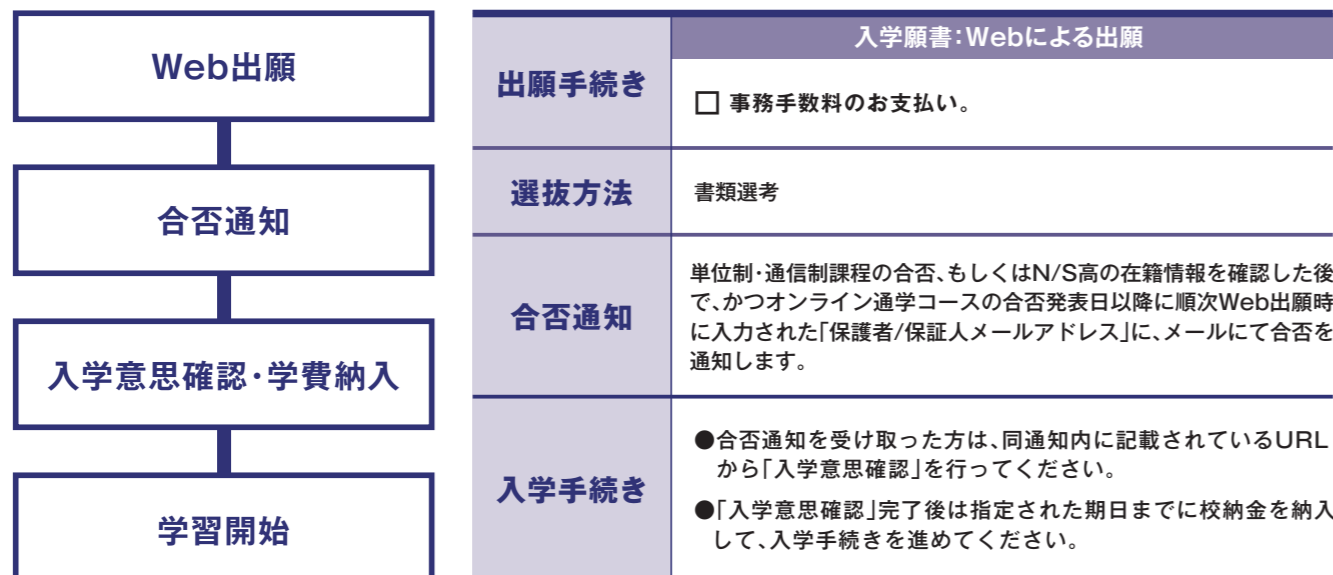 Web出願
合否通知
入学意思確認・学費納入
学習開始
出願手続き
入学願書:Webによる出願
□ 事務手数料のお支払い。
選抜方法
書類選考
合否通知
単位制・通信制課程の合否、もしくはN/S高の在籍情報を確認した後
で、かつオンライン通学コースの合否発表日以降に順次Web出願時
に入力された「保護者/保証人メールアドレス」に、メールにて合否を
通知します。
入学手続き
●合否通知を受け取った方は、同通知内に記載されているURL
から「入学意思確認」を行ってください。
●「入学意思確認」完了後は指定された期日までに校納金を納入
して、入学手続きを進めてください。